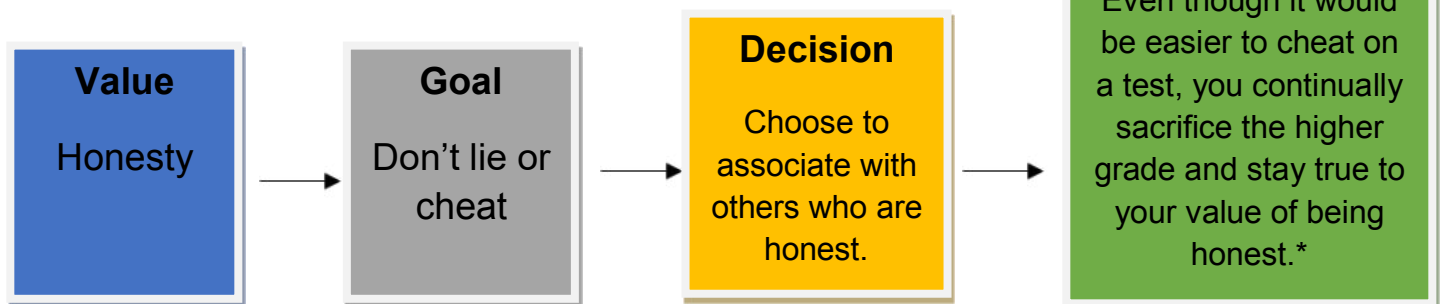 Value
Honesty
Goal
Don’t lie or
cheat
Decision
Choose to
associate with
others who are
honest.
Even though it would
be easier to cheat on
a test, you continually
sacrifice the higher
grade and stay true to
your value of being
honest.*